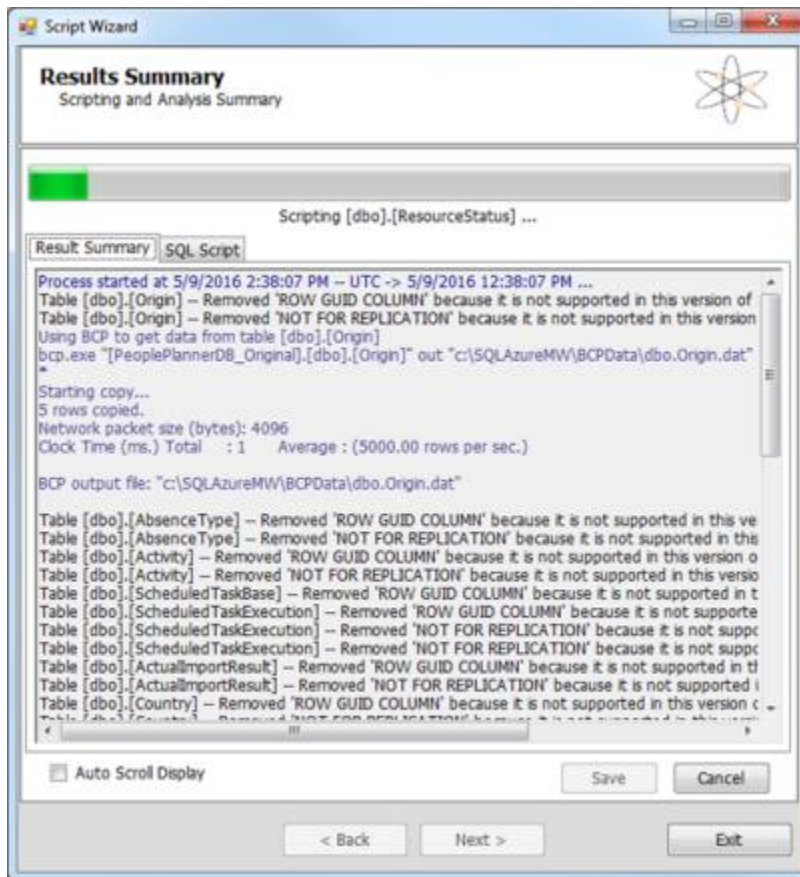 Script Wizard
Results Summary
Scripting and Analysis Summary
Scripting [dbo].[ResourceStatus] ...
Result Summary
SQL Script
Process started at 5/9/2016 2:38:07 PM -- UTC -> 5/9/2016 12:38:07 PM ...
Table [dbo].[Origin] -- Removed 'ROW GUID COLUMN' because it is not supported in this version of
Table [dbo].[Origin] -- Removed 'NOT FOR REPLICATION' because it is not supported in this version
Using BCP to get data from table [dbo].[Origin]
bcp.exe "[PeoplePlannerDB_Original].[dbo].[Origin]" out "c:\SQLAzureMW\BCPData\dbo.Origin.dat"
Starting copy...
5 rows copied.
Network packet size (bytes): 4096
Clock Time (ms.) Total : 1 Average : (5000.00 rows per sec.)
BCP output file: "c:\SQLAzureMW\BCPData\dbo.Origin.dat"
Table [dbo].[AbsenceType] -- Removed 'ROW GUID COLUMN' because it is not supported in this ve
Table [dbo].[AbsenceType] -- Removed 'NOT FOR REPLICATION' because it is not supported in this
Table [dbo].[Activity] -- Removed 'ROW GUID COLUMN' because it is not supported in this version o
Table [dbo].[Activity] -- Removed 'NOT FOR REPLICATION' because it is not supported in this versio
Table [dbo].[ScheduledTaskBase] -- Removed 'ROW GUID COLUMN' because it is not supported in t
Table [dbo].[ScheduledTaskExecution] -- Removed 'ROW GUID COLUMN' because it is not supporte
Table [dbo].[ScheduledTaskExecution] -- Removed 'NOT FOR REPLICATION' because it is not suppo
Table [dbo].[ScheduledTaskExecution] -- Removed 'NOT FOR REPLICATION' because it is not suppo
Table [dbo].[ActualImportResult] -- Removed 'ROW GUID COLUMN' because it is not supported in th
Table [dbo].[ActualImportResult] -- Removed 'NOT FOR REPLICATION' because it is not supported i
Table [dbo].[Country] -- Removed 'ROW GUID COLUMN' because it is not supported in this version o
Auto Scroll Display
Save
Cancel
< Back
Next >
Exit